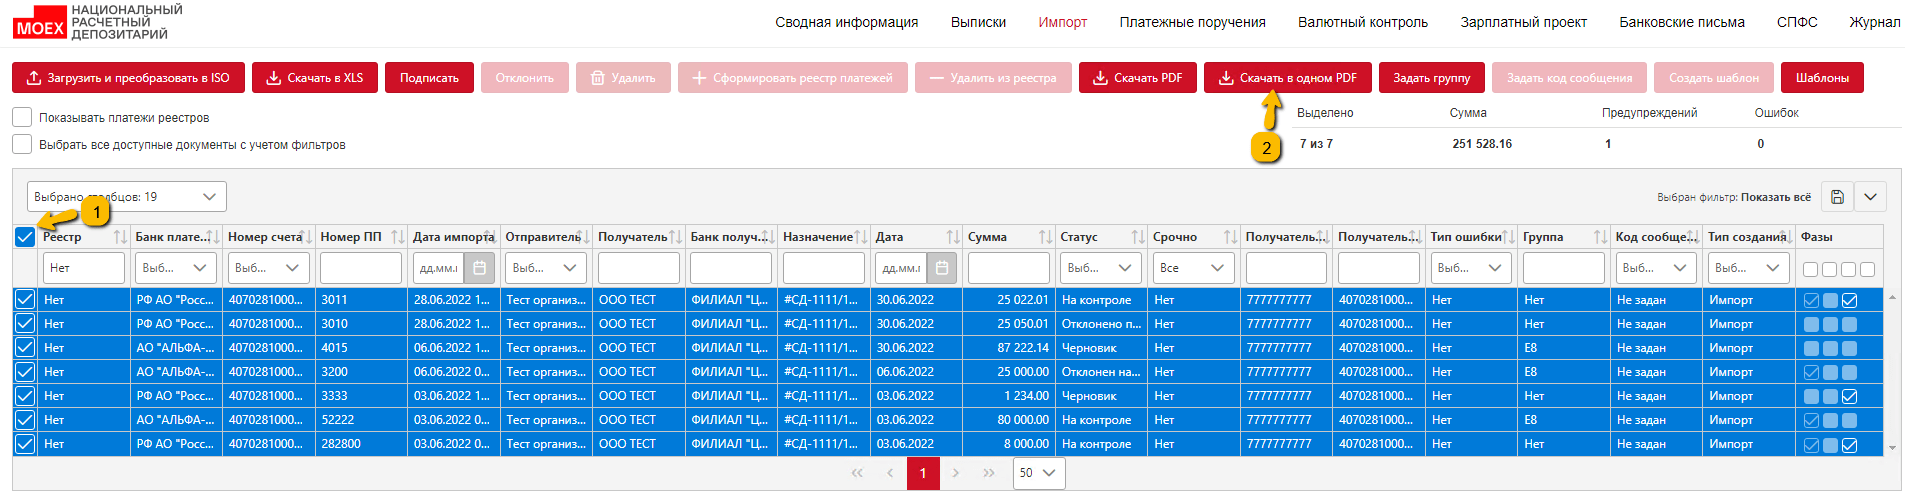 MOEX НАЦИОНАЛЬНЫЙ
РАСЧЕТНЫЙ
ДЕПОЗИТАРИЙ
Сводная информация Выписки Импорт Платежные поручения Валютный контроль Зарплатный проект Банковские письма СПФС Журнал
Загрузить и преобразовать в ISO Скачать в XLS Подписать Отклонить Удалить Сформировать реестр платежей Удалить из реестра Скачать PDF Скачать в одном PDF Задать группу Задать код сообщения Создать шаблон Шаблоны
Показывать платежи реестров
Выбрать все доступные документы с учетом фильтров
Выделено Сумма Предупреждений Ошибок
7 из 7 251 528.16 1 0
2
Выбрано столбцов: 19
1
Выбран фильтр: Показать всё
Реестр Банк плате... Номер счета Номер ПП Дата импорта Отправитель Получатель Банк получ... Назначение Дата Сумма Статус Срочно Получатель... Получатель... Тип ошибки Группа Код сообще... Тип создания Фазы
Нет Выб... Выб... дд.мм.г Выб... дд.мм.г Выб... Все Выб... Выб... Выб...
Нет РФ АО "Росс... 4070281000... 3011 28.06.2022 1... Тест организ... ООО ТЕСТ ФИЛИАЛ "Ц... #СД-1111/1... 30.06.2022 25 022.01 На контроле Нет 7777777777 4070281000... Нет Нет Не задан Импорт
Нет РФ АО "Росс... 4070281000... 3010 28.06.2022 1... Тест организ... ООО ТЕСТ ФИЛИАЛ "Ц... #СД-1111/1... 30.06.2022 25 050.01 Отклонено п... Нет 7777777777 4070281000... Нет Нет Не задан Импорт
Нет АО "АЛЬФА-... 4070281000... 4015 06.06.2022 1... Тест организ... ООО ТЕСТ ФИЛИАЛ "Ц... #СД-1111/1... 30.06.2022 87 222.14 Черновик Нет 7777777777 4070281000... Нет E8 Не задан Импорт
Нет АО "АЛЬФА-... 4070281000... 3200 06.06.2022 0... Тест организ... ООО ТЕСТ ФИЛИАЛ "Ц... #СД-1111/1... 06.06.2022 25 000.00 Отклонен на... Нет 7777777777 4070281000... Нет E8 Не задан Импорт
Нет РФ АО "Росс... 4070281000... 3333 03.06.2022 1... Тест организ... ООО ТЕСТ ФИЛИАЛ "Ц... #СД-1111/1... 03.06.2022 1 234.00 Черновик Нет 7777777777 4070281000... Нет Нет Не задан Импорт
Нет АО "АЛЬФА-... 4070281000... 52222 03.06.2022 0... Тест организ... ООО ТЕСТ ФИЛИАЛ "Ц... #СД-1111/1... 03.06.2022 80 000.00 На контроле Нет 7777777777 4070281000... Нет E8 Не задан Импорт
Нет РФ АО "Росс... 4070281000... 282800 03.06.2022 0... Тест организ... ООО ТЕСТ ФИЛИАЛ "Ц... #СД-1111/1... 03.06.2022 8 000.00 На контроле Нет 7777777777 4070281000... Нет Нет Не задан Импорт
1 50